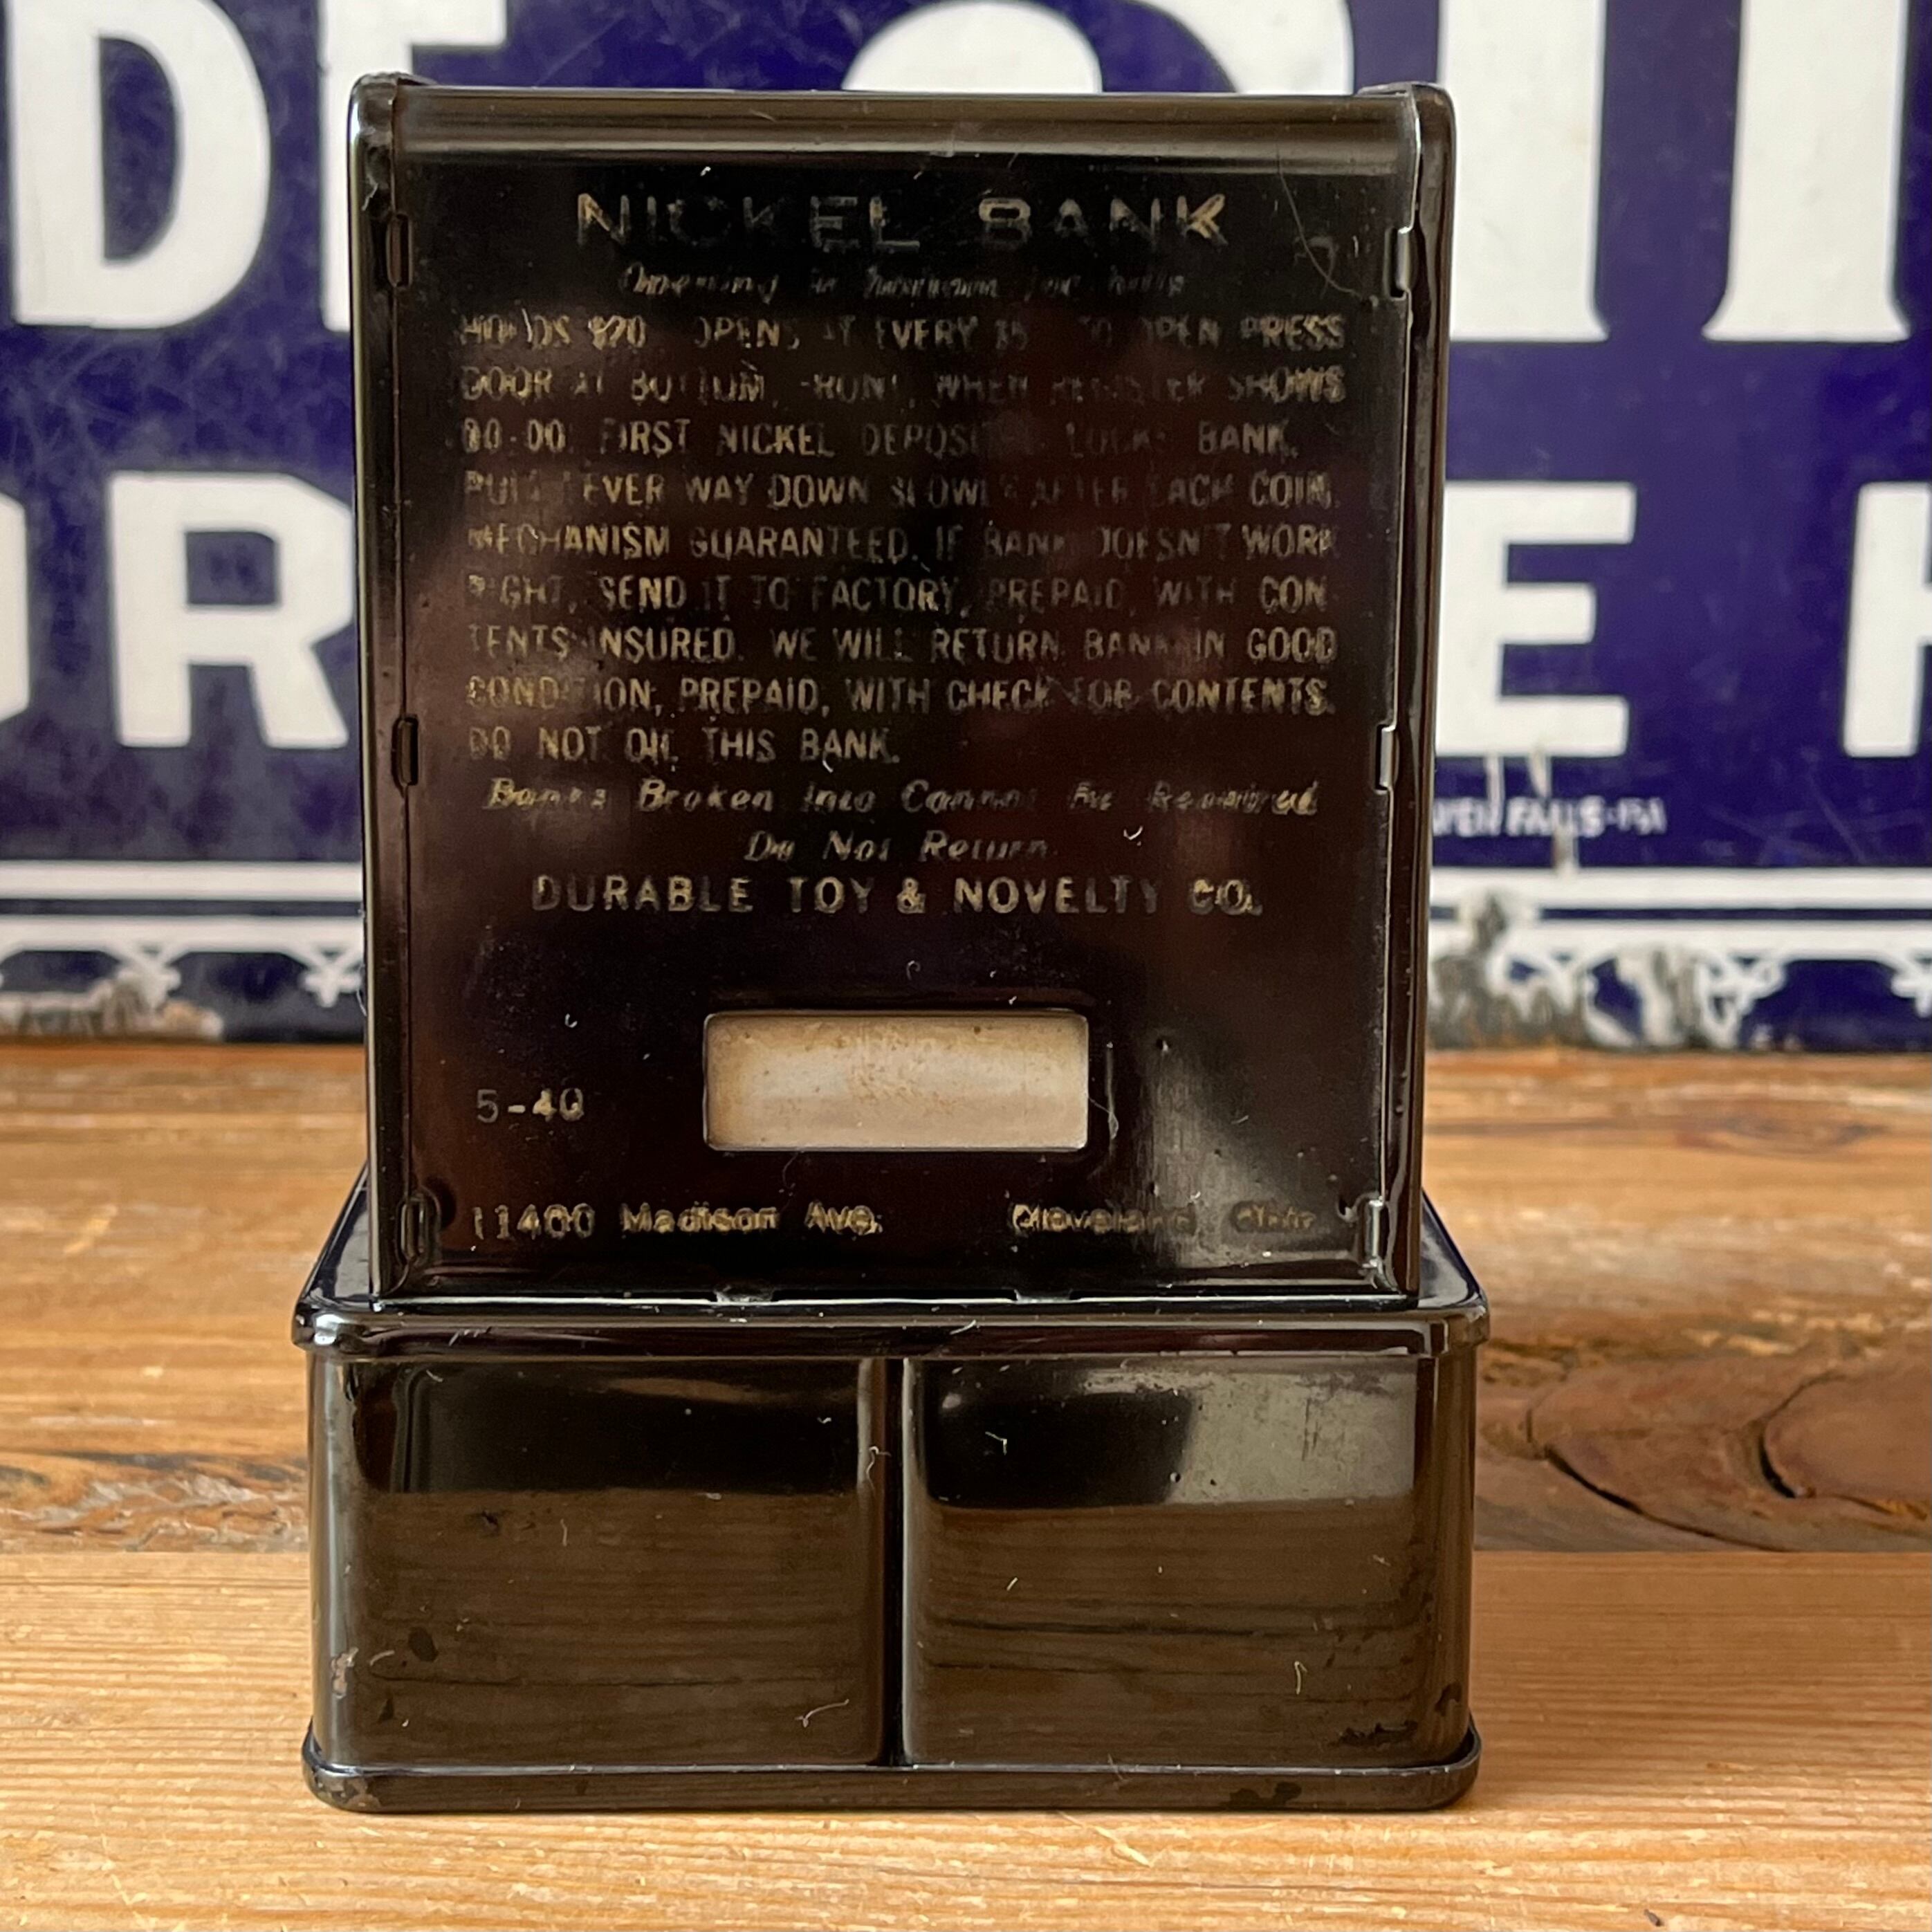 NICKEL BANK
HOLDS $20 OPENS AT EVERY $5 TO OPEN PRESS
DOOR AT BOTTOM, FRONT, WHEN REGISTER SHOWS
00-00. FIRST NICKEL DEPOSITED LOCKS BANK.
PULL LEVER WAY DOWN SLOWLY AFTER EACH COIN.
MECHANISM GUARANTEED. IF BANK DOESN'T WORK
RIGHT, SEND IT TO FACTORY, PREPAID, WITH CON-
TENTS INSURED. WE WILL RETURN BANK IN GOOD
CONDITION, PREPAID, WITH CHECK FOR CONTENTS.
DO NOT OIL THIS BANK.
Banks Broken Into Cannot Be Repaired
Do Not Return
DURABLE TOY & NOVELTY CO.
5-40
11400 Madison Ave. Cleveland Ohio